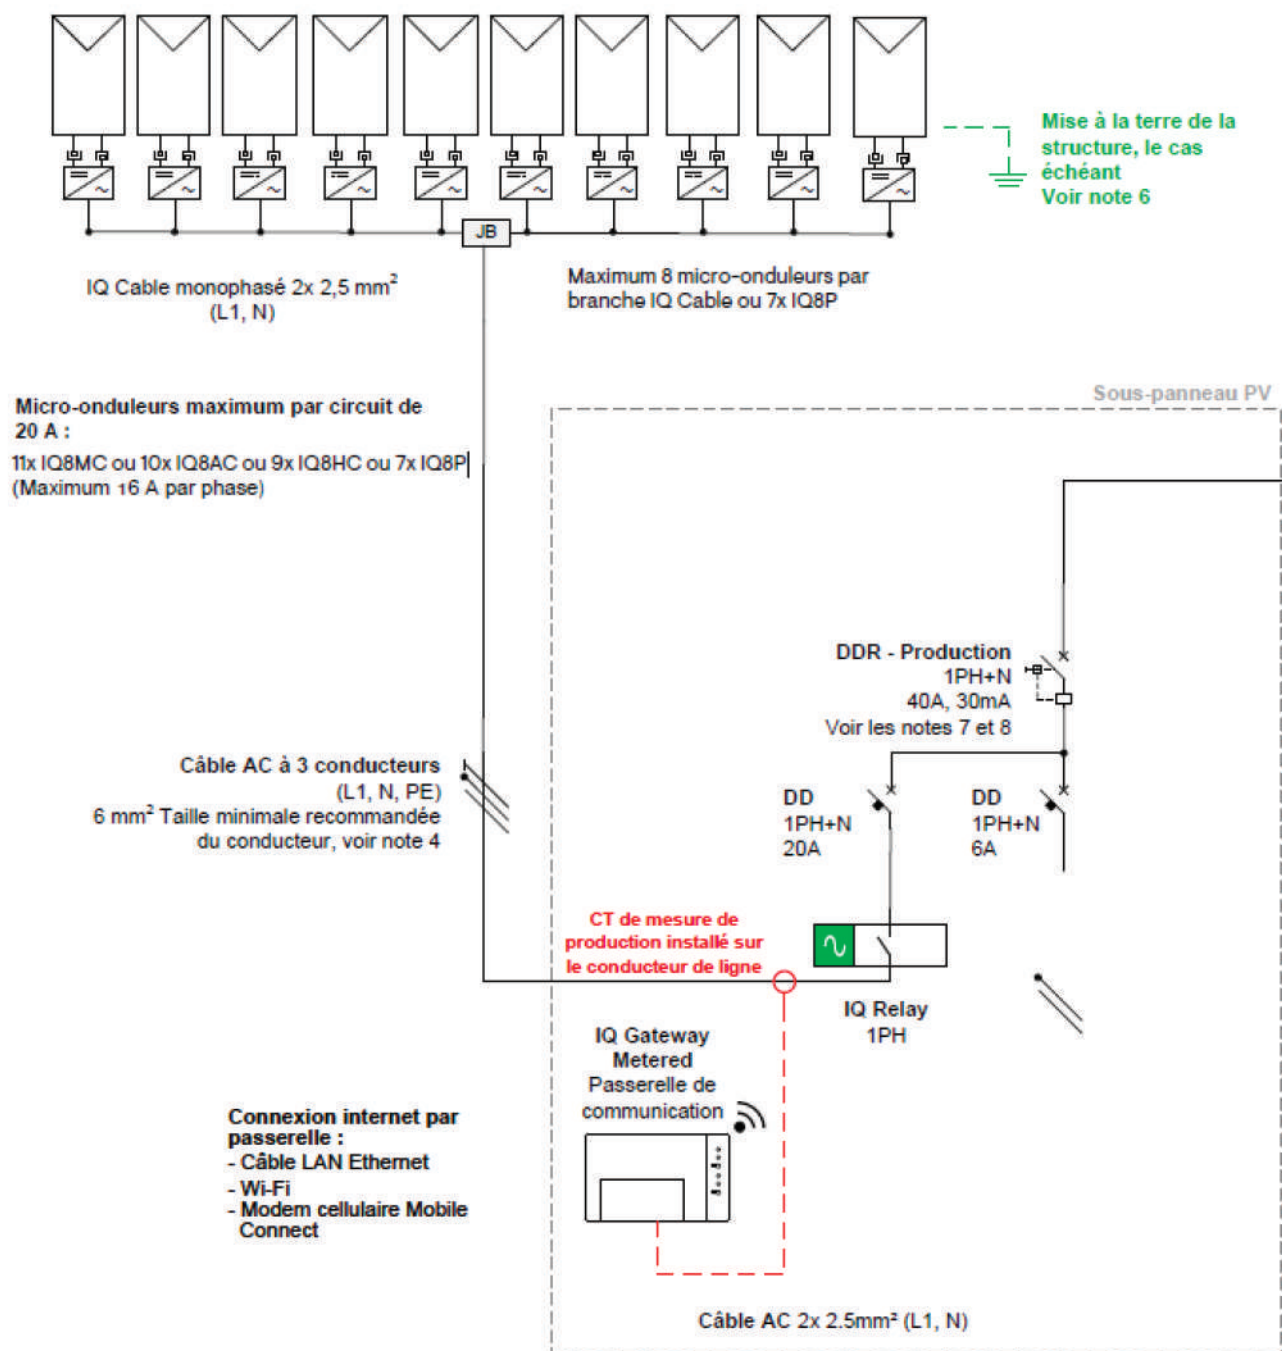 Mise à la terre de la
structure, le cas
échéant
Voir note 6
JB
IQ Cable monophasé 2x 2,5 mm²
(L1, N)
Maximum 8 micro-onduleurs par
branche IQ Cable ou 7x IQ8P
Micro-onduleurs maximum par circuit de
20 A :
11x IQ8MC ou 10x IQ8AC ou 9x IQ8HC ou 7x IQ8P
(Maximum 16 A par phase)
Sous-panneau PV
DDR - Production
1PH+N
40A, 30mA
Voir les notes 7 et 8
Câble AC à 3 conducteurs
(L1, N, PE)
6 mm² Taille minimale recommandée
du conducteur, voir note 4
DD
1PH+N
20A
DD
1PH+N
6A
CT de mesure de
production installé sur
le conducteur de ligne
IQ Relay
1PH
IQ Gateway
Metered
Passerelle de
communication
Connexion internet par
passerelle :
- Câble LAN Ethernet
- Wi-Fi
- Modem cellulaire Mobile
Connect
Câble AC 2x 2.5mm² (L1, N)